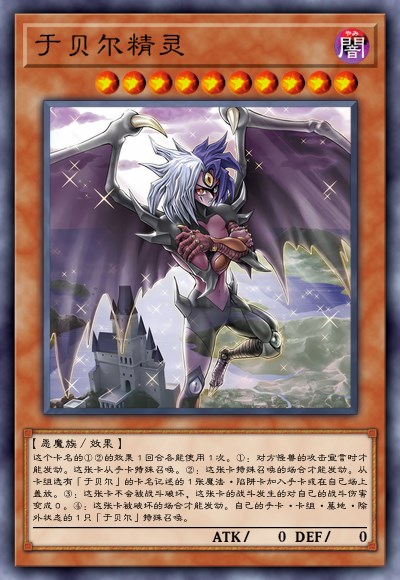 于贝尔精灵
やみ
闇
【恶魔族/效果】
这个卡名的①②的效果1回合各能使用1次。①：对方怪兽的攻击宣言时才
能发动。这张卡从手卡特殊召唤。②：这张卡特殊召唤的场合才能发动。从
卡组选有「于贝尔」的卡名记述的1张魔法·陷阱卡加入手卡或在自己场上
盖放。③：这张卡不会被战斗破坏，这张卡的战斗发生的对自己的战斗伤害
变成0。④：这张卡被破坏的场合才能发动。自己的手卡·卡组·墓地·除
外状态的1只「于贝尔」特殊召唤。
ATK/ 0 DEF/ 0